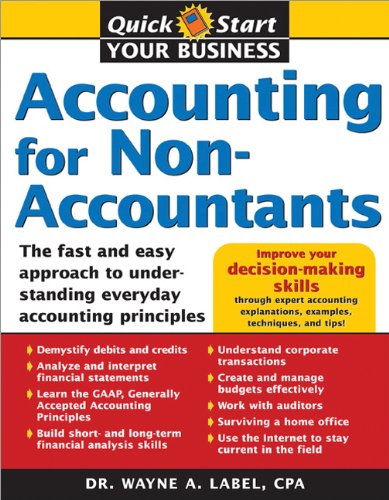 Quick Start
YOUR BUSINESS
Accounting
for Non-
Accountants
The fast and easy
approach to under-
standing everyday
accounting principles
Improve your
decision-making
skills
through expert accounting
explanations, examples,
techniques, and tips!
Demystify debits and credits
Analyze and interpret
financial statements
Learn the GAAP, Generally
Accepted Accounting
Principles
Build short- and long-term
financial analysis skills
Understand corporate
transactions
Create and manage
budgets effectively
Work with auditors
Surviving a home office
Use the Internet to stay
current in the field
DR. WAYNE A. LABEL, CPA